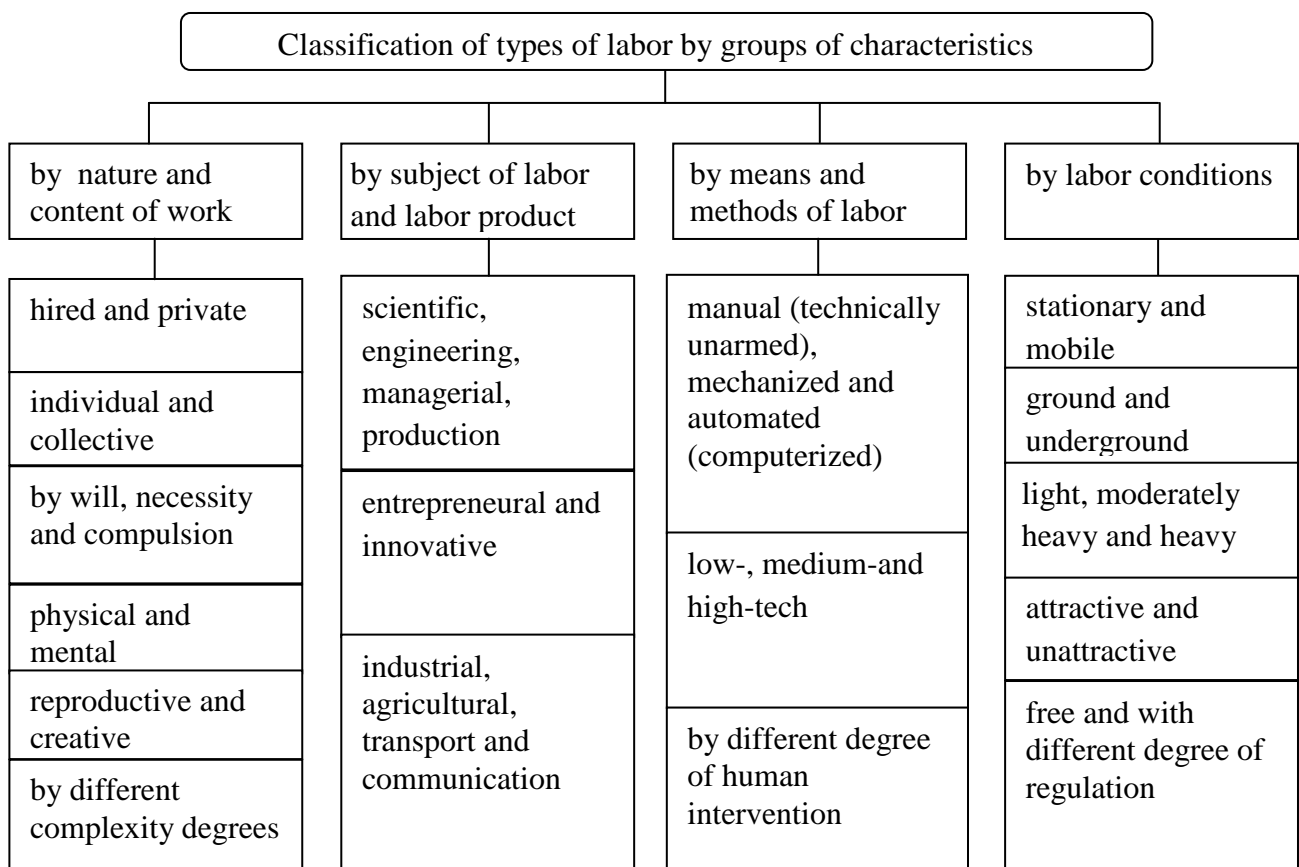 Classification of types of labor by groups of characteristics
by nature and
content of work
by subject of labor
and labor product
by means and
methods of labor
by labor conditions
hired and private
individual and
collective
by will, necessity
and compulsion
physical and
mental
reproductive and
creative
by different
complexity degrees
scientific,
engineering,
managerial,
production
entrepreneural and
innovative
industrial,
agricultural,
transport and
communication
manual (technically
unarmed),
mechanized and
automated
(computerized)
low-, medium-and
high-tech
by different degree
of human
intervention
stationary and
mobile
ground and
underground
light, moderately
heavy and heavy
attractive and
unattractive
free and with
different degree of
regulation